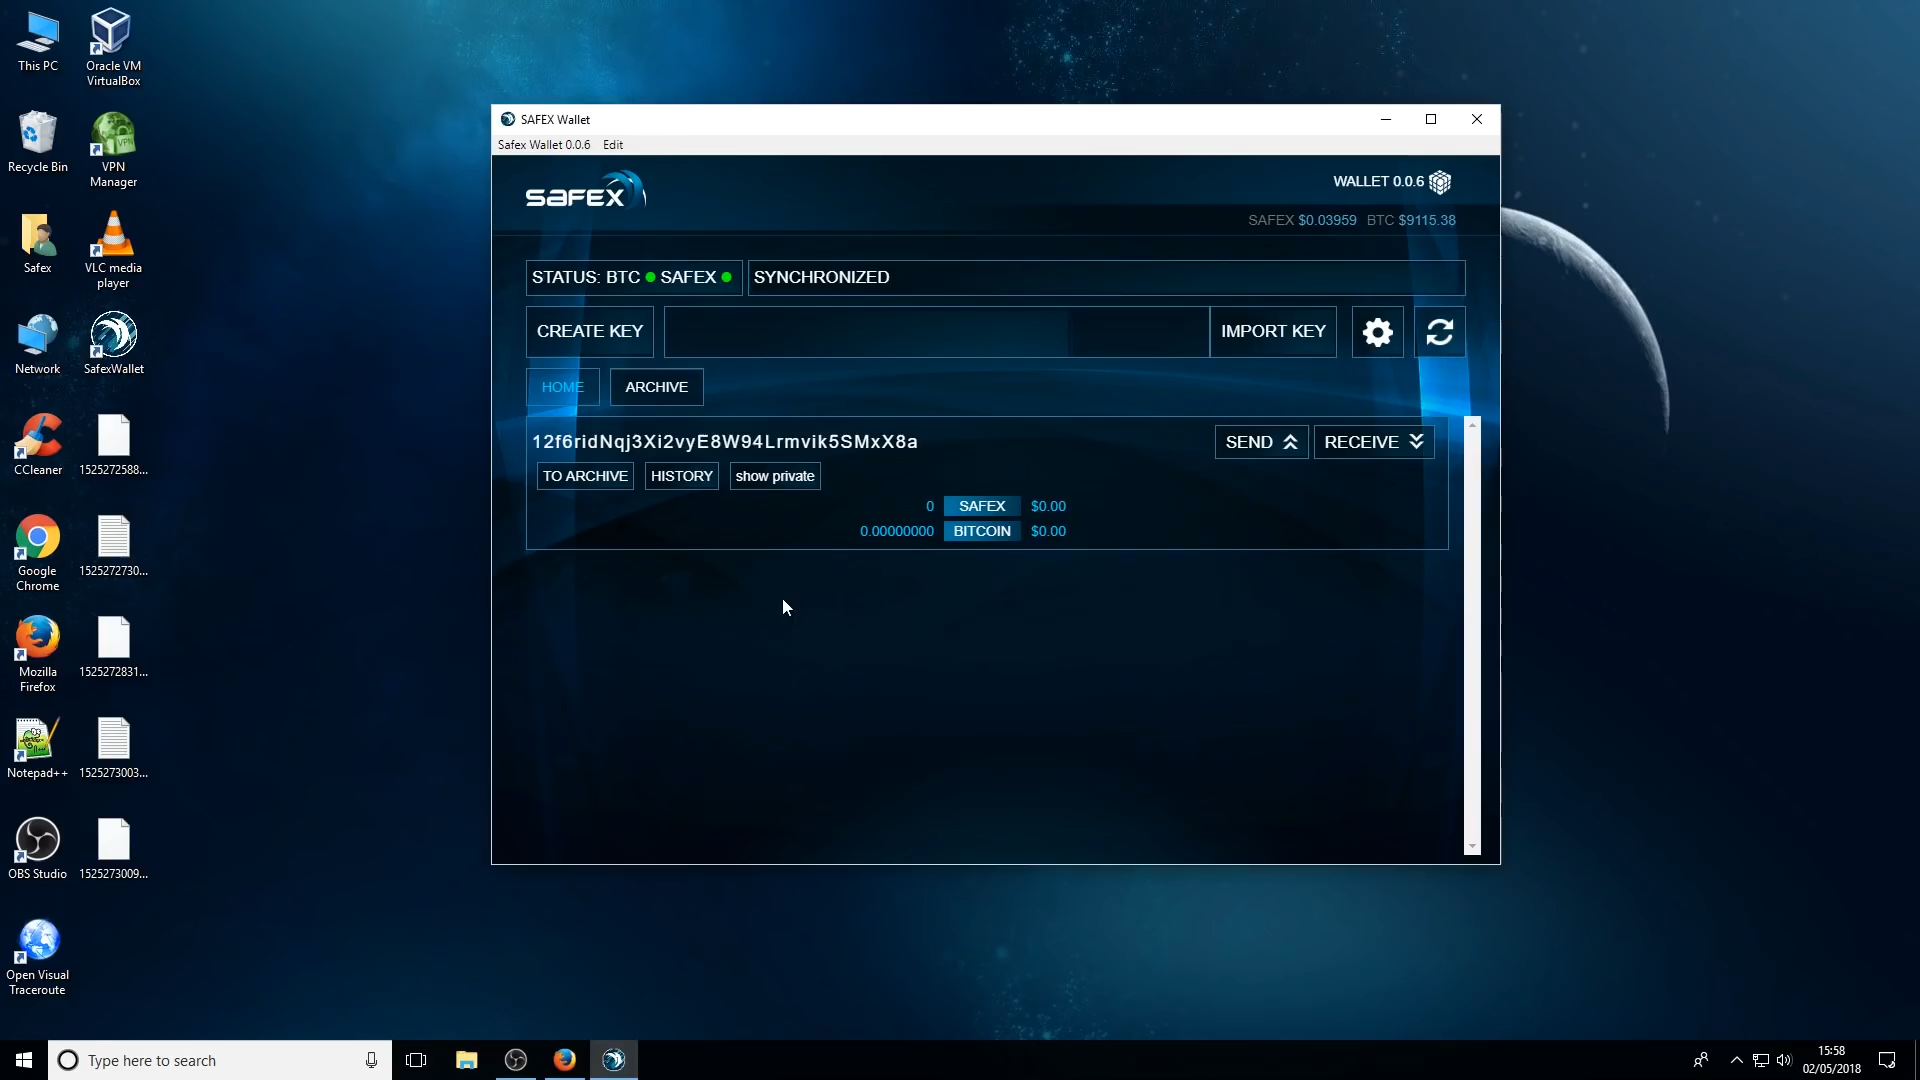 This PC
Oracle VM
VirtualBox
Recycle Bin
VPN
Manager
Safex
VLC media
player
Network
SafexWallet
CCleaner
1525272588...
Google
Chrome
1525272730...
Mozilla
Firefox
1525272831...
Notepad++
1525273003...
OBS Studio
1525273009...
Open Visual
Traceroute
SAFEX Wallet
Safex Wallet 0.0.6 Edit
SAFEX
WALLET 0.0.6
SAFEX $0.03959 BTC $9115.38
STATUS: BTC SAFEX SYNCHRONIZED
CREATE KEY IMPORT KEY
HOME ARCHIVE
12f6ridNqj3Xi2vyE8W94Lrmvik5SMxX8a SEND RECEIVE
TO ARCHIVE HISTORY show private
0 SAFEX $0.00
0.00000000 BITCOIN $0.00
Type here to search
15:58
02/05/2018